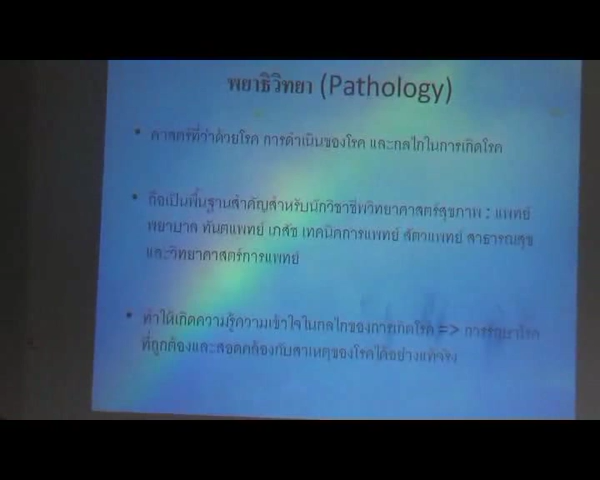 พยาธิวิทยา (Pathology)
• ศาสตร์ที่ว่าด้วยโรค การดำเนินของโรค และกลไกในการเกิดโรค
• ถือเป็นพื้นฐานสำคัญสำหรับนักวิชาชีพวิทยาศาสตร์สุขภาพ : แพทย์
พยาบาล ทันตแพทย์ เภสัช เทคนิคการแพทย์ สัตวแพทย์ สาธารณสุข
และวิทยาศาสตร์การแพทย์
• ทำให้เกิดความรู้ความเข้าใจในกลไกของการเกิดโรค => การรักษาโรค
ที่ถูกต้องและสอดคล้องกับสาเหตุของโรคได้อย่างแท้จริง